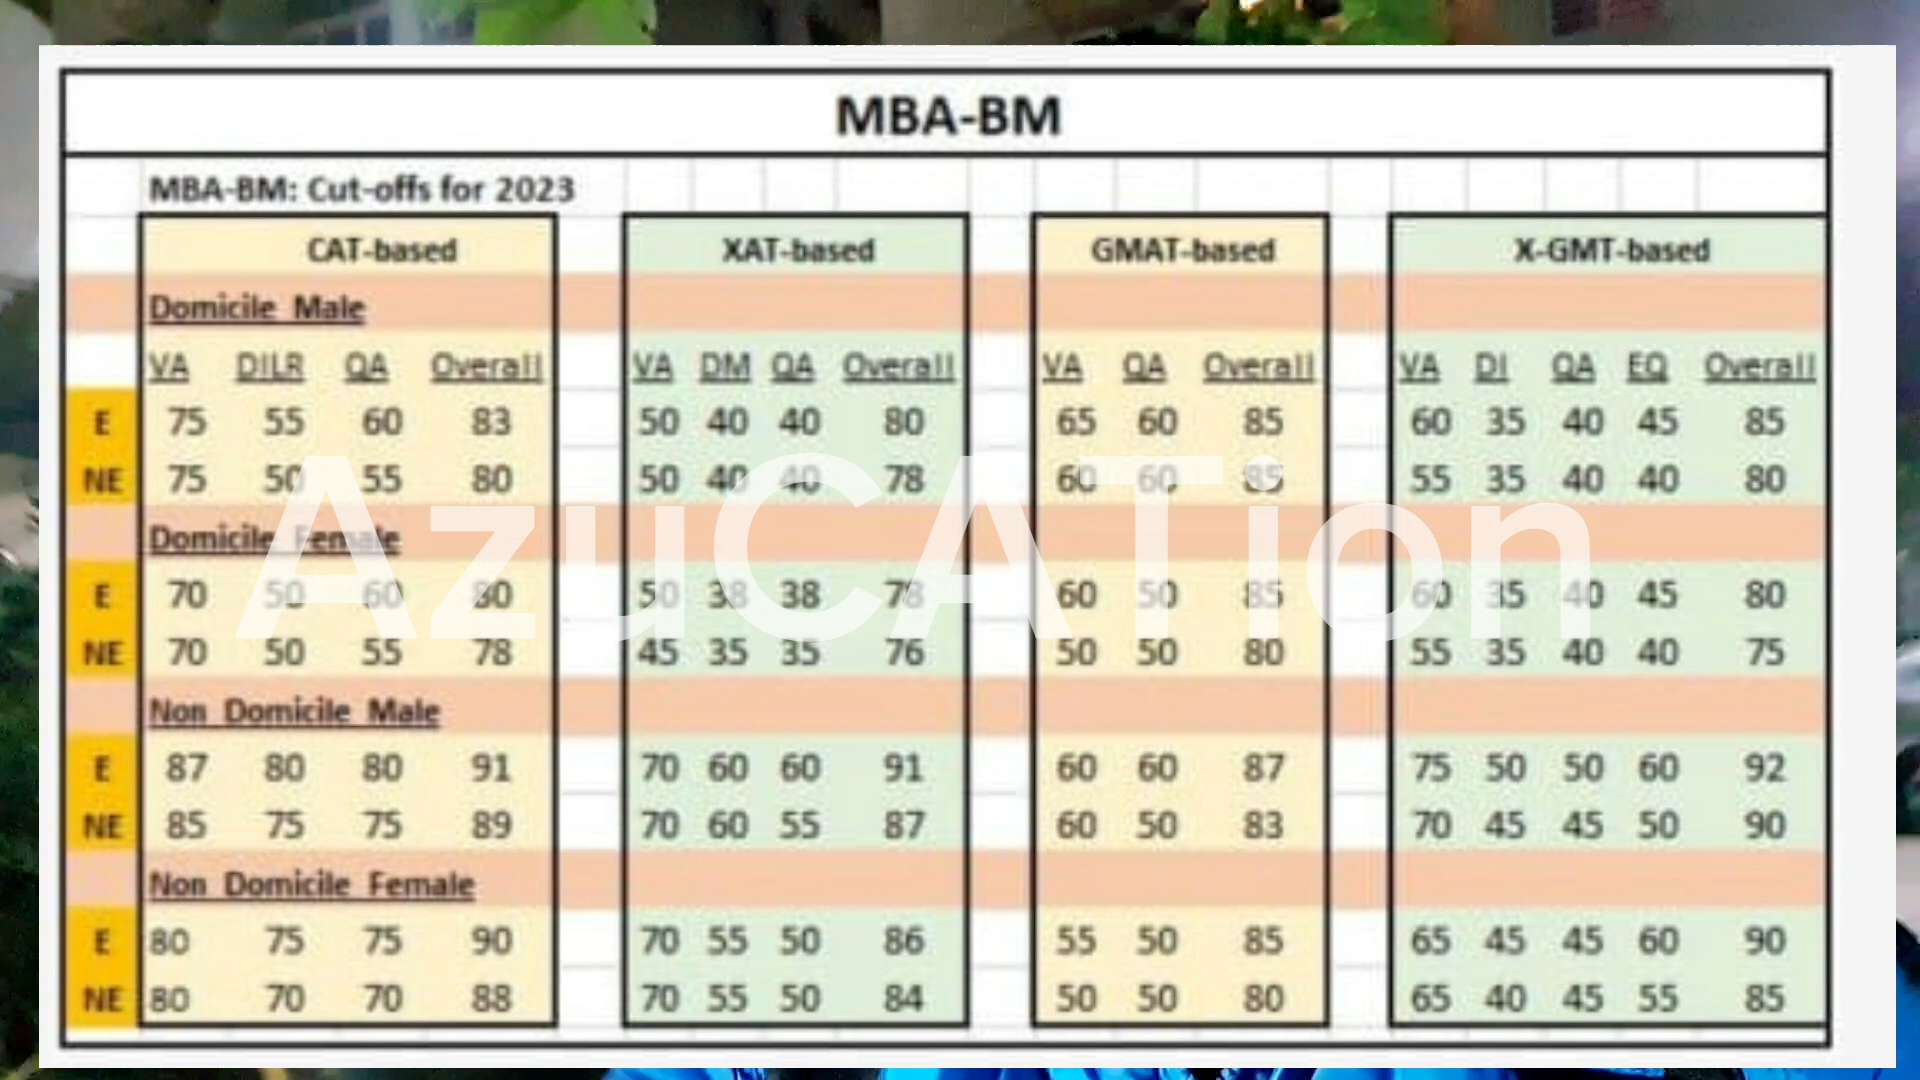 MBA-BM
MBA-BM: Cut-offs for 2023
CAT-based XAT-based GMAT-based X-GMT-based
Domicile Male
VA DILR QA Overall VA DM QA Overall VA QA Overall VA DI QA EQ Overall
E 75 55 60 83 50 40 40 80 65 60 85 60 35 40 45 85
NE 75 50 55 80 50 40 40 78 60 60 85 55 35 40 40 80
AzuCATion
Domicile Female
E 70 50 60 80 50 38 38 78 60 50 85 60 35 40 45 80
NE 70 50 55 78 45 35 35 76 50 50 80 55 35 40 40 75
Non Domicile Male
E 87 80 80 91 70 60 60 91 60 60 87 75 50 50 60 92
NE 85 75 75 89 70 60 55 87 60 50 83 70 45 45 50 90
Non Domicile Female
E 80 75 75 90 70 55 50 86 55 50 85 65 45 45 60 90
NE 80 70 70 88 70 55 50 84 50 50 80 65 40 45 55 85